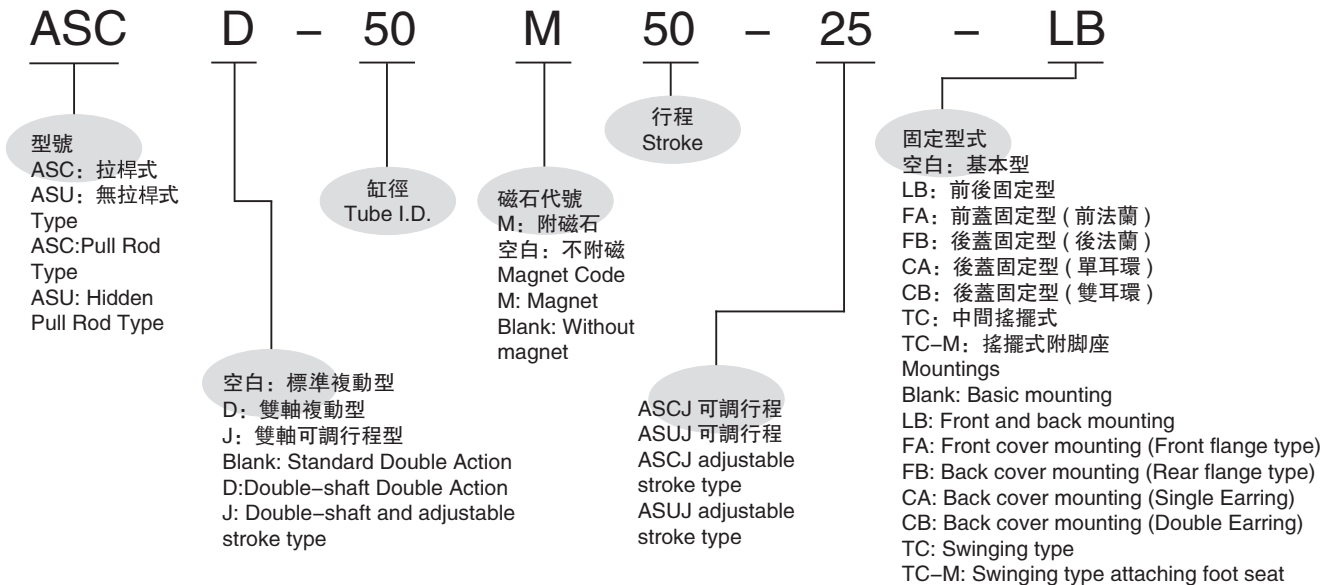 ASC D – 50 M 50 – 25 – LB
型號
ASC：拉桿式
ASU：無拉桿式
Type
ASC:Pull Rod
Type
ASU: Hidden
Pull Rod Type
空白：標準複動型
D：雙軸複動型
J：雙軸可調行程型
Blank: Standard Double Action
D:Double–shaft Double Action
J: Double–shaft and adjustable
stroke type
缸徑
Tube I.D.
磁石代號
M：附磁石
空白：不附磁
Magnet Code
M: Magnet
Blank: Without
magnet
行程
Stroke
ASCJ 可調行程
ASUJ 可調行程
ASCJ adjustable
stroke type
ASUJ adjustable
stroke type
固定型式
空白：基本型
LB：前後固定型
FA：前蓋固定型 ( 前法蘭 )
FB：後蓋固定型 ( 後法蘭 )
CA：後蓋固定型 ( 單耳環 )
CB：後蓋固定型 ( 雙耳環 )
TC：中間搖擺式
TC–M：搖擺式附脚座
Mountings
Blank: Basic mounting
LB: Front and back mounting
FA: Front cover mounting (Front flange type)
FB: Back cover mounting (Rear flange type)
CA: Back cover mounting (Single Earring)
CB: Back cover mounting (Double Earring)
TC: Swinging type
TC–M: Swinging type attaching foot seat